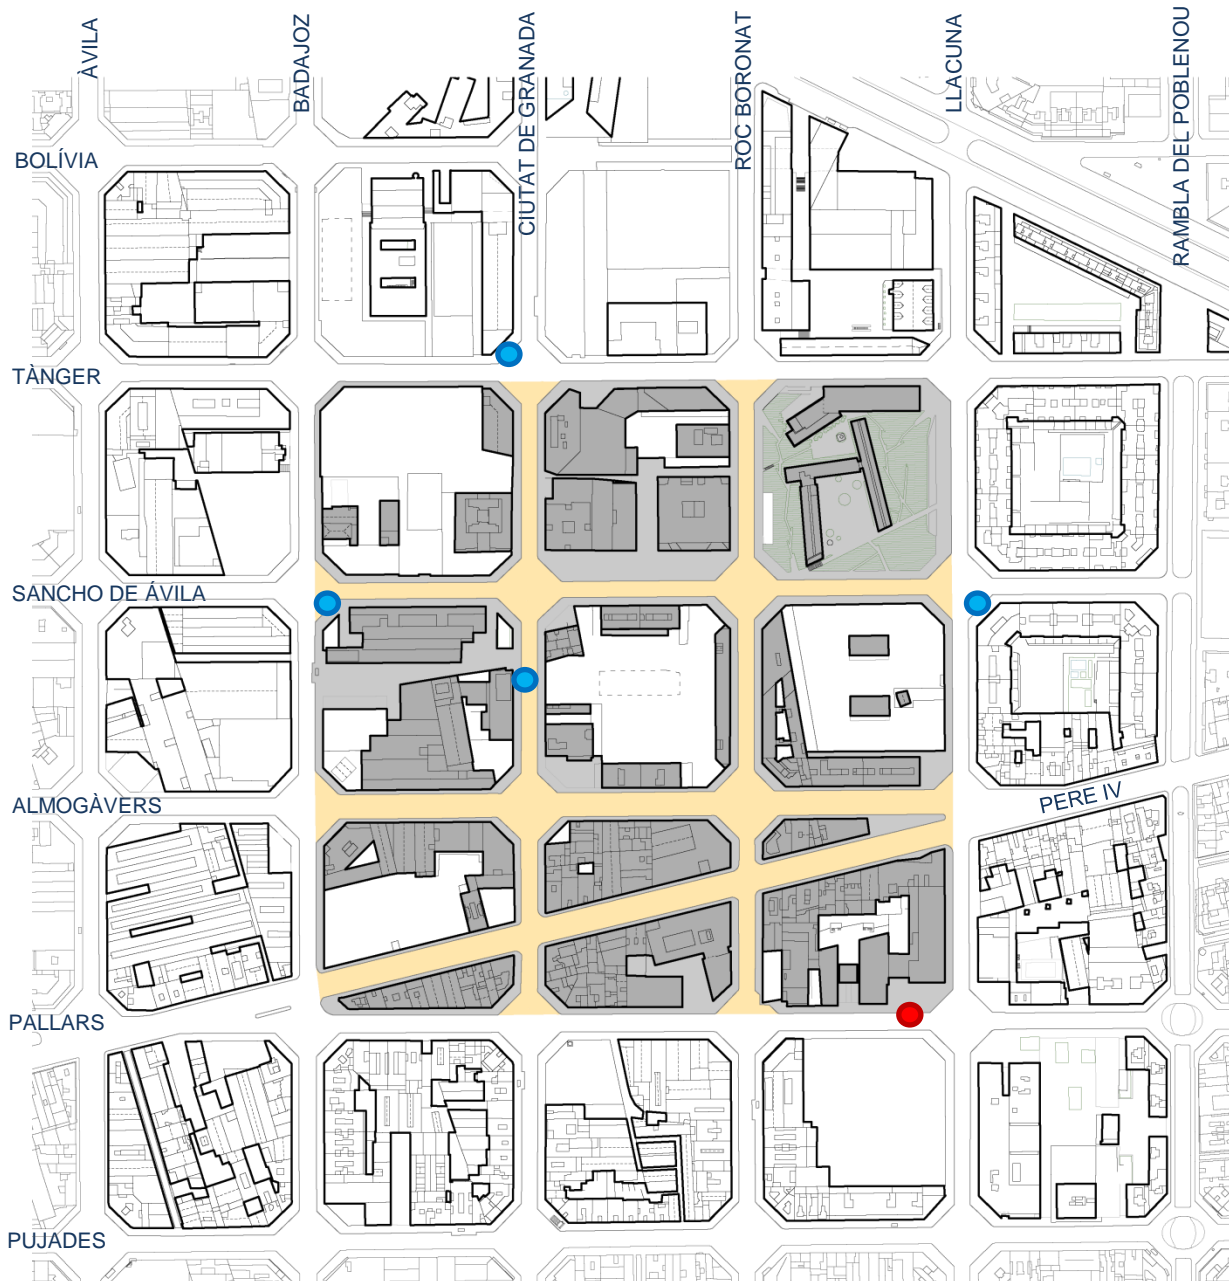 ÀVILA
BADAJOZ
CIUTAT DE GRANADA
ROC BORONAT
LLACUNA
RAMBLA DEL POBLENOU
BOLÍVIA
TÀNGER
SANCHO DE ÁVILA
ALMOGÀVERS
PERE IV
PALLARS
PUJADES